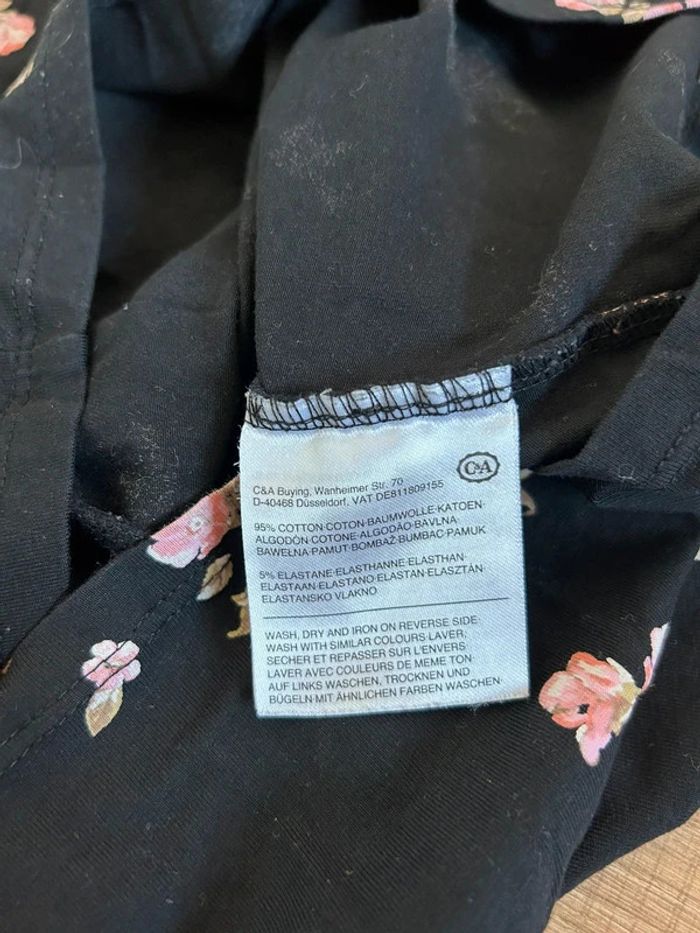 C&A
C&A Buying, Wanheimer Str. 70
D-40468 Düsseldorf, VAT DE811809155
95% COTTON·COTON·BAUMWOLLE·KATOEN·
ALGODÓN·COTONE·ALGODÃO·BAVLNA·
BAWEŁNA·PAMUT·BOMBAŽ·BUMBAC·PAMUK
5% ELASTANE·ELASTHANNE·ELASTHAN·
ELASTAAN·ELASTANO·ELASTAN·ELASZTÁN·
ELASTANSKO VLAKNO
WASH, DRY AND IRON ON REVERSE SIDE·
WASH WITH SIMILAR COLOURS·LAVER,
SECHER ET REPASSER SUR L'ENVERS
LAVER AVEC COULEURS DE MEME TON·
AUF LINKS WASCHEN, TROCKNEN UND
BÜGELN·MIT ÄHNLICHEN FARBEN WASCHEN·